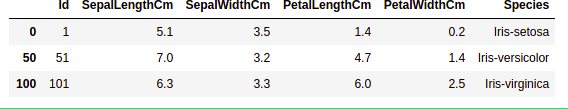 Id SepalLengthCm SepalWidthCm PetalLengthCm PetalWidthCm Species
0 1 5.1 3.5 1.4 0.2 Iris-setosa
50 51 7.0 3.2 4.7 1.4 Iris-versicolor
100 101 6.3 3.3 6.0 2.5 Iris-virginica